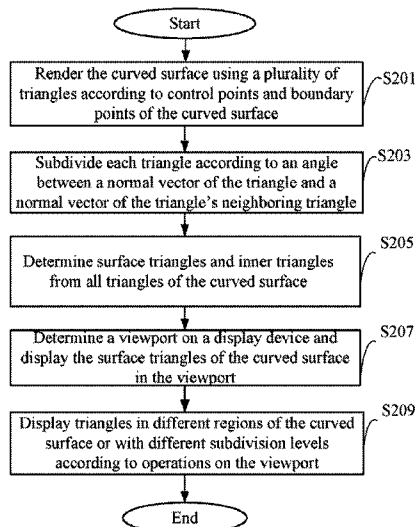 Start
Render the curved surface using a plurality of
triangles according to control points and boundary
points of the curved surface
S201
Subdivide each triangle according to an angle
between a normal vector of the triangle and a
normal vector of the triangle's neighboring triangle
S203
Determine surface triangles and inner triangles
from all triangles of the curved surface
S205
Determine a viewport on a display device and
display the surface triangles of the curved surface
in the viewport
S207
Display triangles in different regions of the curved
surface or with different subdivision levels
according to operations on the viewport
S209
End